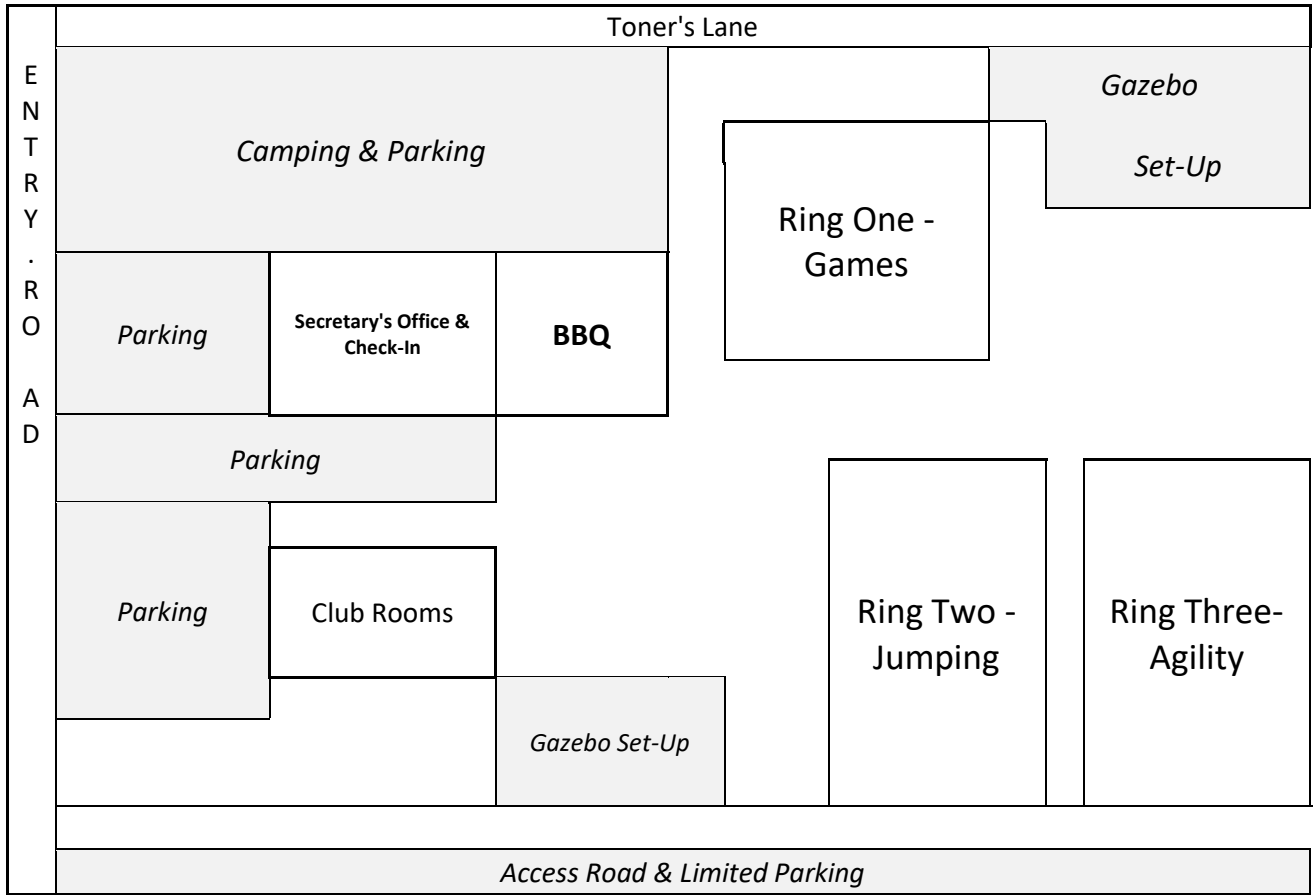 Toner's Lane
E
N
T
R
Y
.
R
O
A
D
Camping & Parking
Gazebo
Set-Up
Ring One -
Games
Parking
Secretary's Office &
Check-In
BBQ
Parking
Parking
Club Rooms
Ring Two -
Jumping
Ring Three-
Agility
Gazebo Set-Up
Access Road & Limited Parking